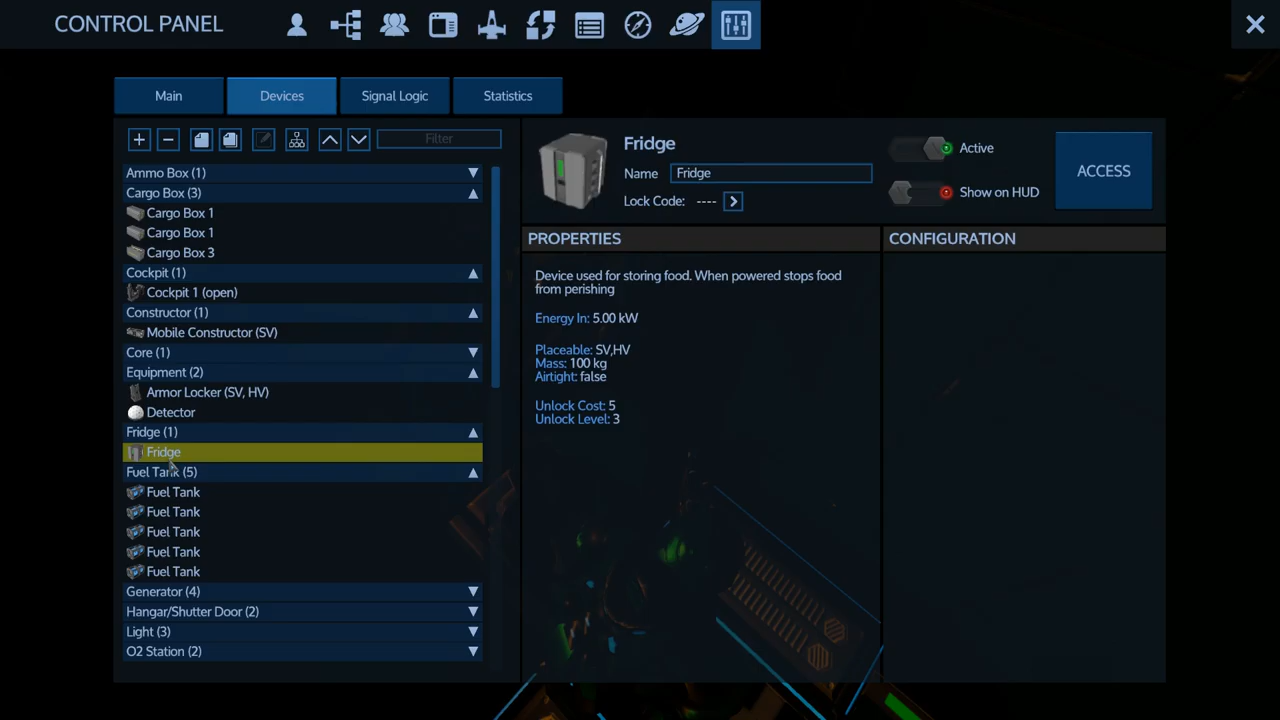 CONTROL PANEL
Main
Devices
Signal Logic
Statistics
Filter
Ammo Box (1)
Cargo Box (3)
Cargo Box 1
Cargo Box 1
Cargo Box 3
Cockpit (1)
Cockpit 1 (open)
Constructor (1)
Mobile Constructor (SV)
Core (1)
Equipment (2)
Armor Locker (SV, HV)
Detector
Fridge (1)
Fridge
Fuel Tank (5)
Fuel Tank
Fuel Tank
Fuel Tank
Fuel Tank
Fuel Tank
Generator (4)
Hangar/Shutter Door (2)
Light (3)
O2 Station (2)
Fridge
Name Fridge
Lock Code: ----
Active
Show on HUD
ACCESS
PROPERTIES
Device used for storing food. When powered stops food
from perishing
Energy In: 5.00 kW
Placeable: SV,HV
Mass: 100 kg
Airtight: false
Unlock Cost: 5
Unlock Level: 3
CONFIGURATION